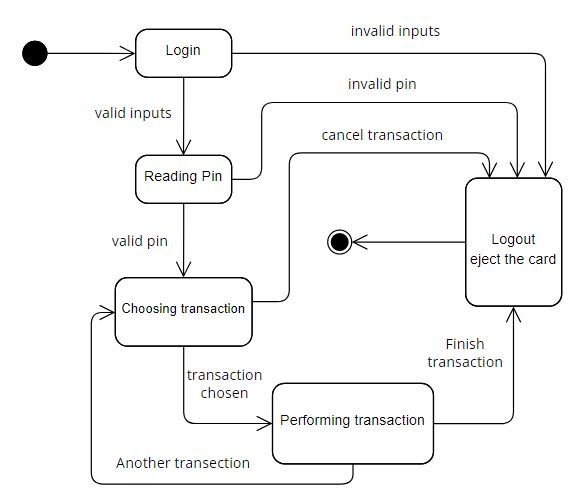 invalid inputs
Login
invalid pin
valid inputs
cancel transaction
Reading Pin
valid pin
Logout
eject the card
Choosing transaction
Finish
transaction
transaction
chosen
Performing transaction
Another transection